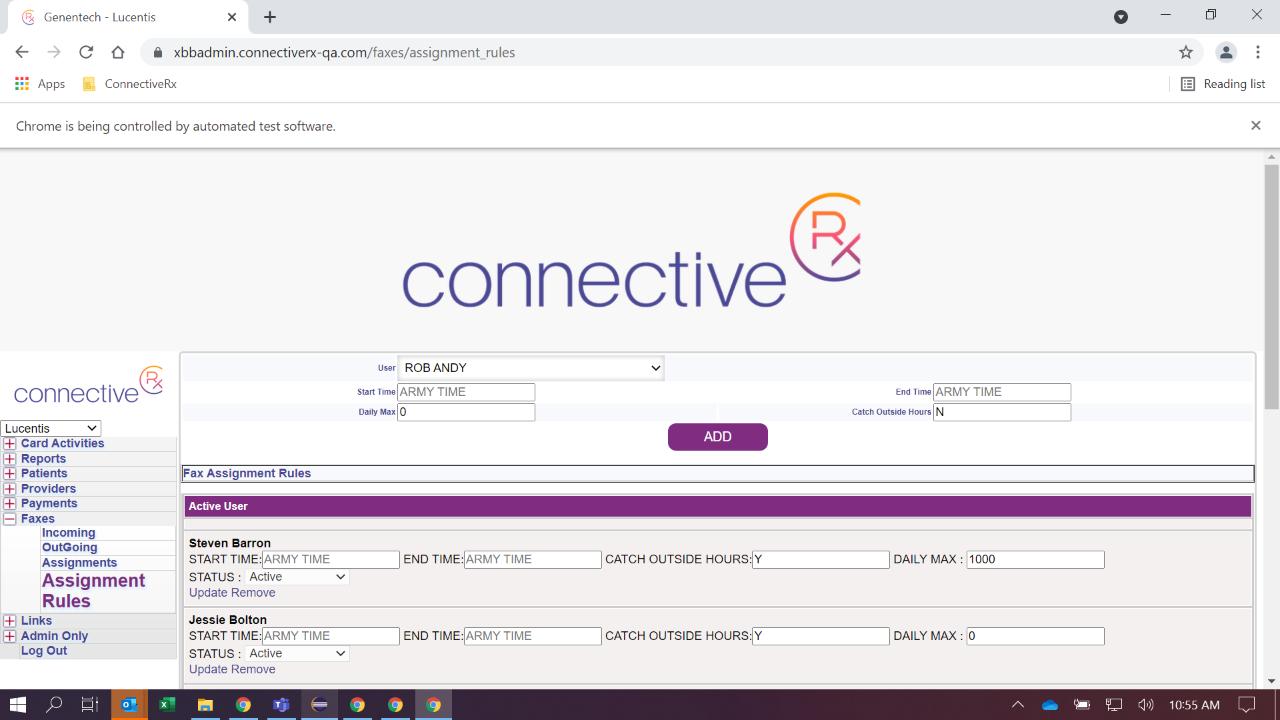 Genentech - Lucentis
xbbadmin.connectiverx-qa.com/faxes/assignment_rules
Apps ConnectiveRx Reading list
Chrome is being controlled by automated test software.
connective Rx
connective Rx
User ROB ANDY
Start Time ARMY TIME End Time ARMY TIME
Daily Max 0 Catch Outside Hours N
ADD
Lucentis
Card Activities
Reports
Patients
Providers
Payments
Faxes
Incoming
OutGoing
Assignments
Assignment
Rules
Links
Admin Only
Log Out
Fax Assignment Rules
Active User
Steven Barron
START TIME: ARMY TIME END TIME: ARMY TIME CATCH OUTSIDE HOURS: Y DAILY MAX : 1000
STATUS : Active
Update Remove
Jessie Bolton
START TIME: ARMY TIME END TIME: ARMY TIME CATCH OUTSIDE HOURS: Y DAILY MAX : 0
STATUS : Active
Update Remove
10:55 AM